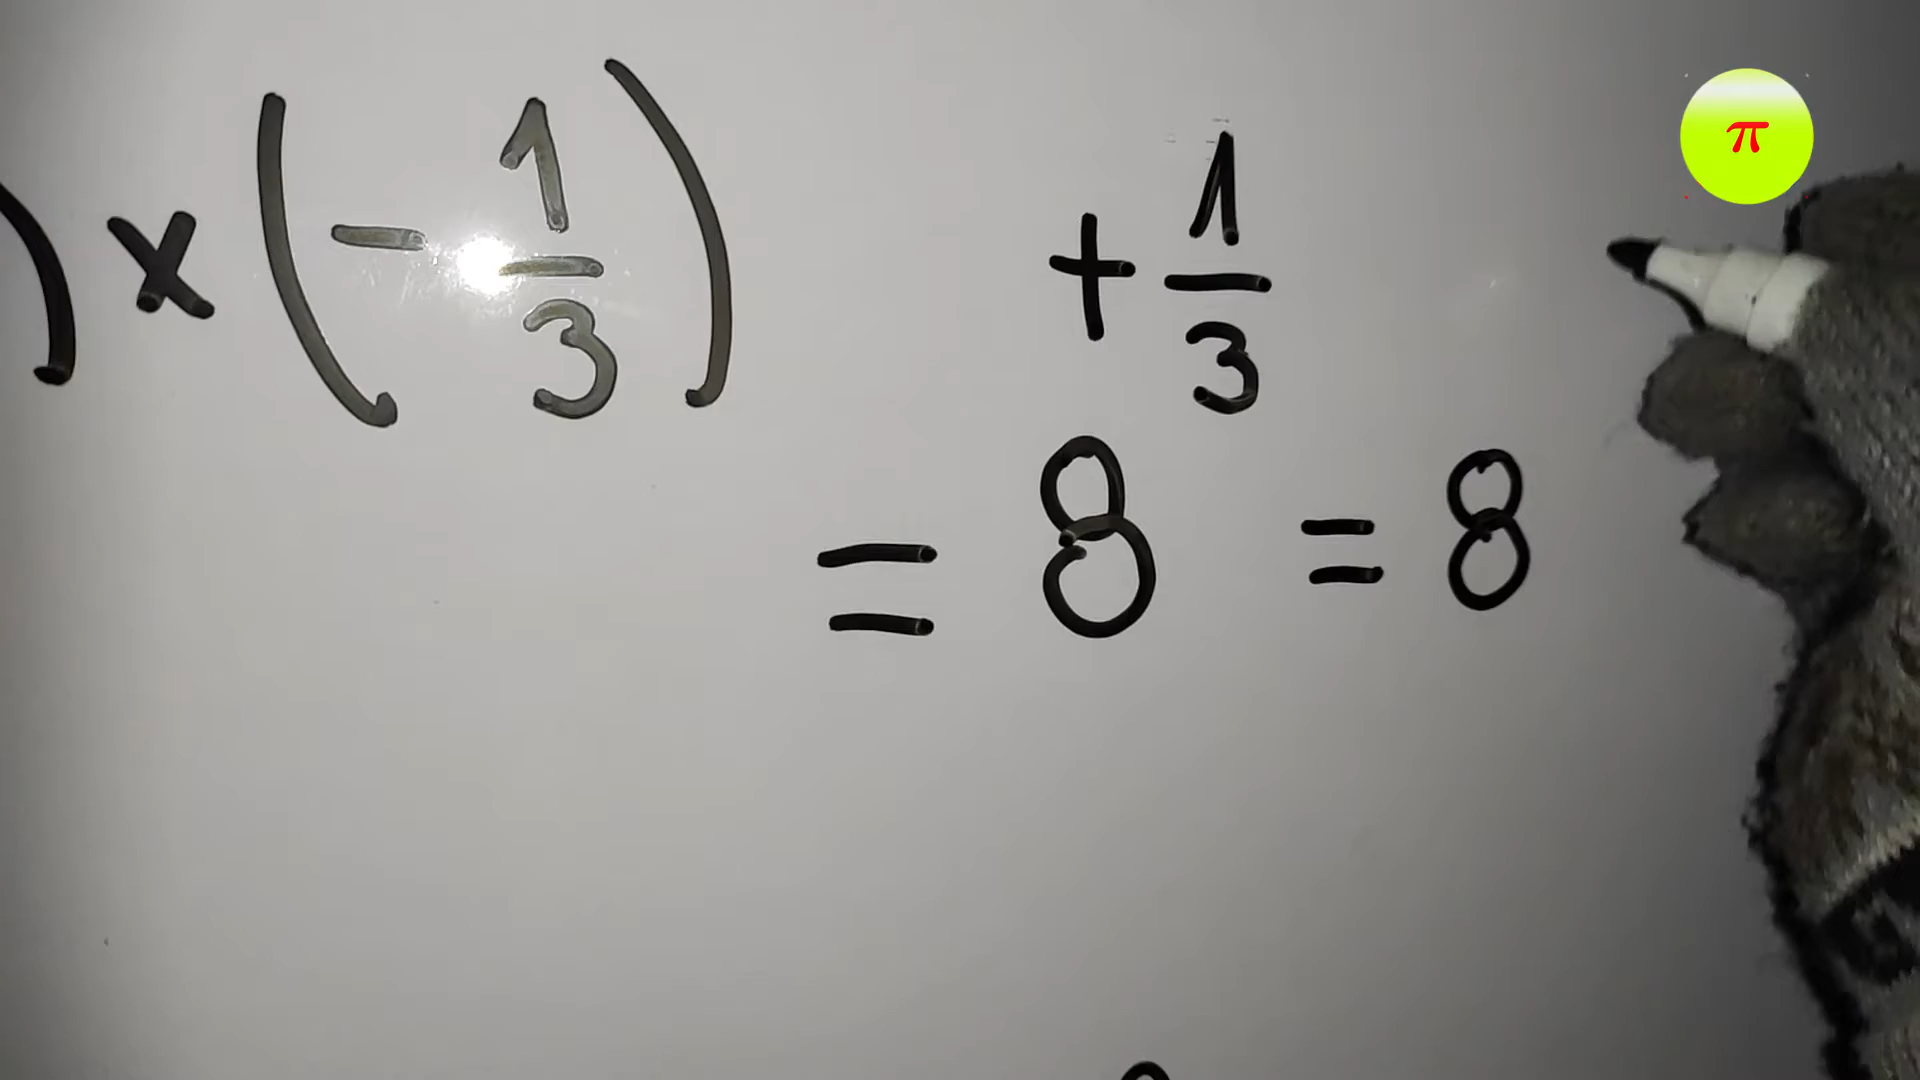 π
) × (- 1/3)
+ 1/3
= 8 = 8